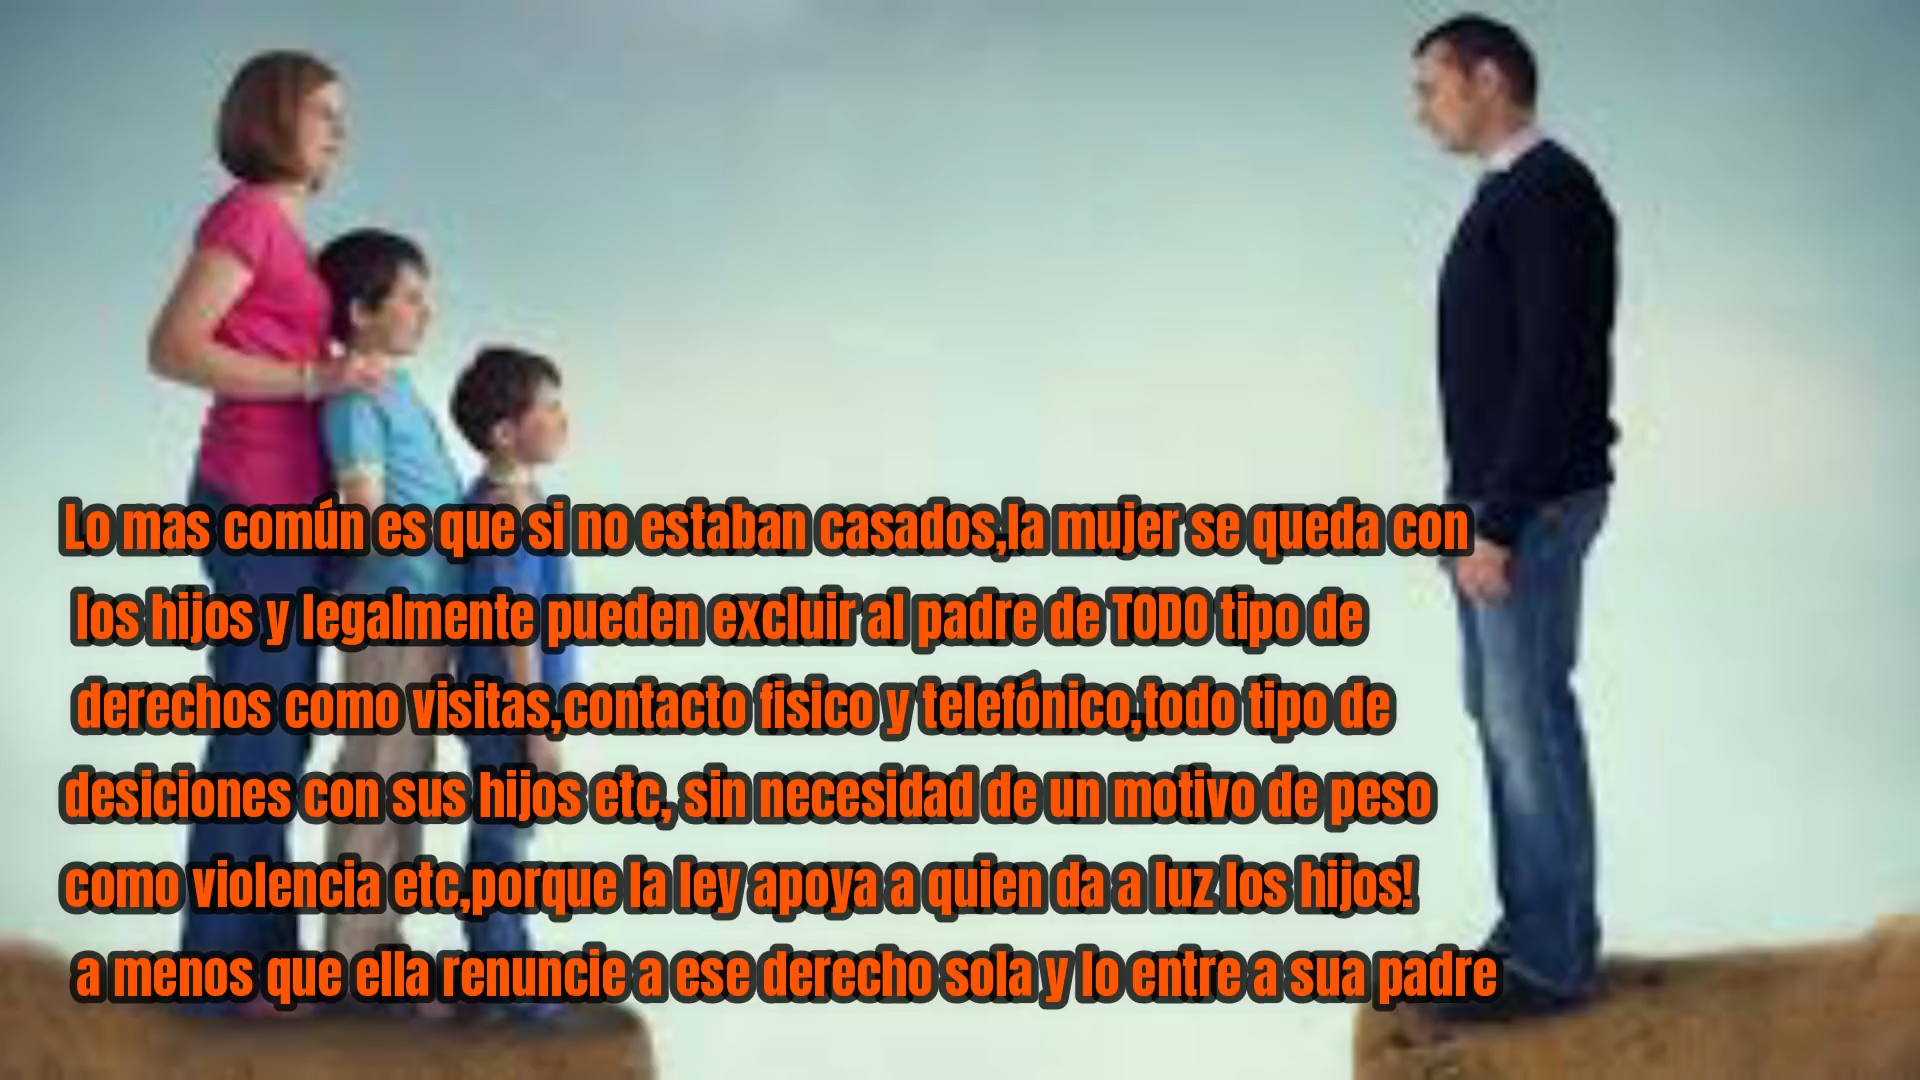 Lo mas común es que si no estaban casados,la mujer se queda con
los hijos y legalmente pueden excluir al padre de TODO tipo de
derechos como visitas,contacto fisico y telefónico,todo tipo de
desiciones con sus hijos etc, sin necesidad de un motivo de peso
como violencia etc,porque la ley apoya a quien da a luz los hijos!
a menos que ella renuncie a ese derecho sola y lo entre a sua padre